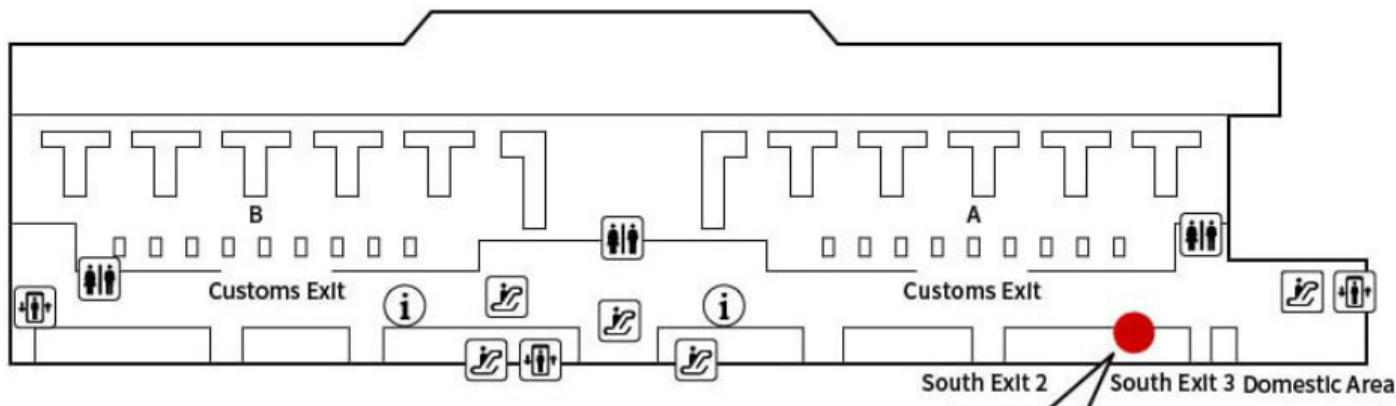 B
A
Customs Exit
Customs Exit
i
i
South Exit 2
South Exit 3
Domestic Area